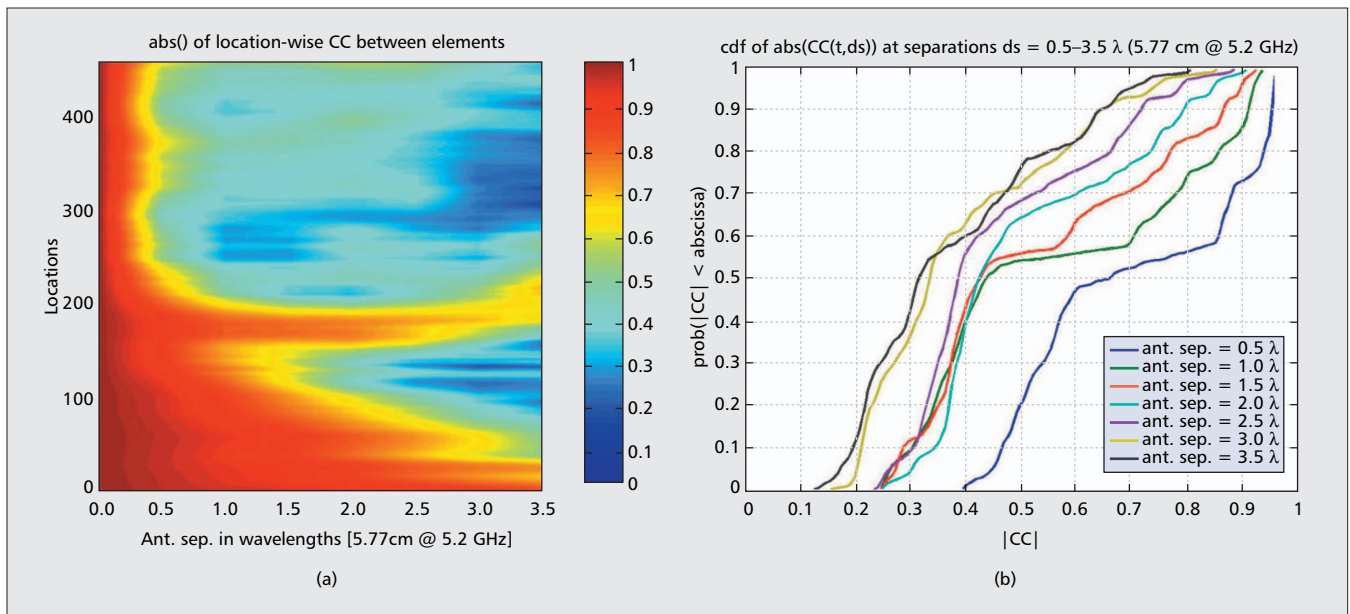 abs() of location-wise CC between elements
Locations
400
300
200
100
0
0.0 0.5 1.0 1.5 2.0 2.5 3.0 3.5
Ant. sep. in wavelengths [5.77cm @ 5.2 GHz]
1
0.9
0.8
0.7
0.6
0.5
0.4
0.3
0.2
0.1
0
(a)
cdf of abs(CC(t,ds)) at separations ds = 0.5–3.5 λ (5.77 cm @ 5.2 GHz)
prob(|CC| < abscissa)
1
0.9
0.8
0.7
0.6
0.5
0.4
0.3
0.2
0.1
0
ant. sep. = 0.5 λ
ant. sep. = 1.0 λ
ant. sep. = 1.5 λ
ant. sep. = 2.0 λ
ant. sep. = 2.5 λ
ant. sep. = 3.0 λ
ant. sep. = 3.5 λ
0 0.1 0.2 0.3 0.4 0.5 0.6 0.7 0.8 0.9 1
|CC|
(b)